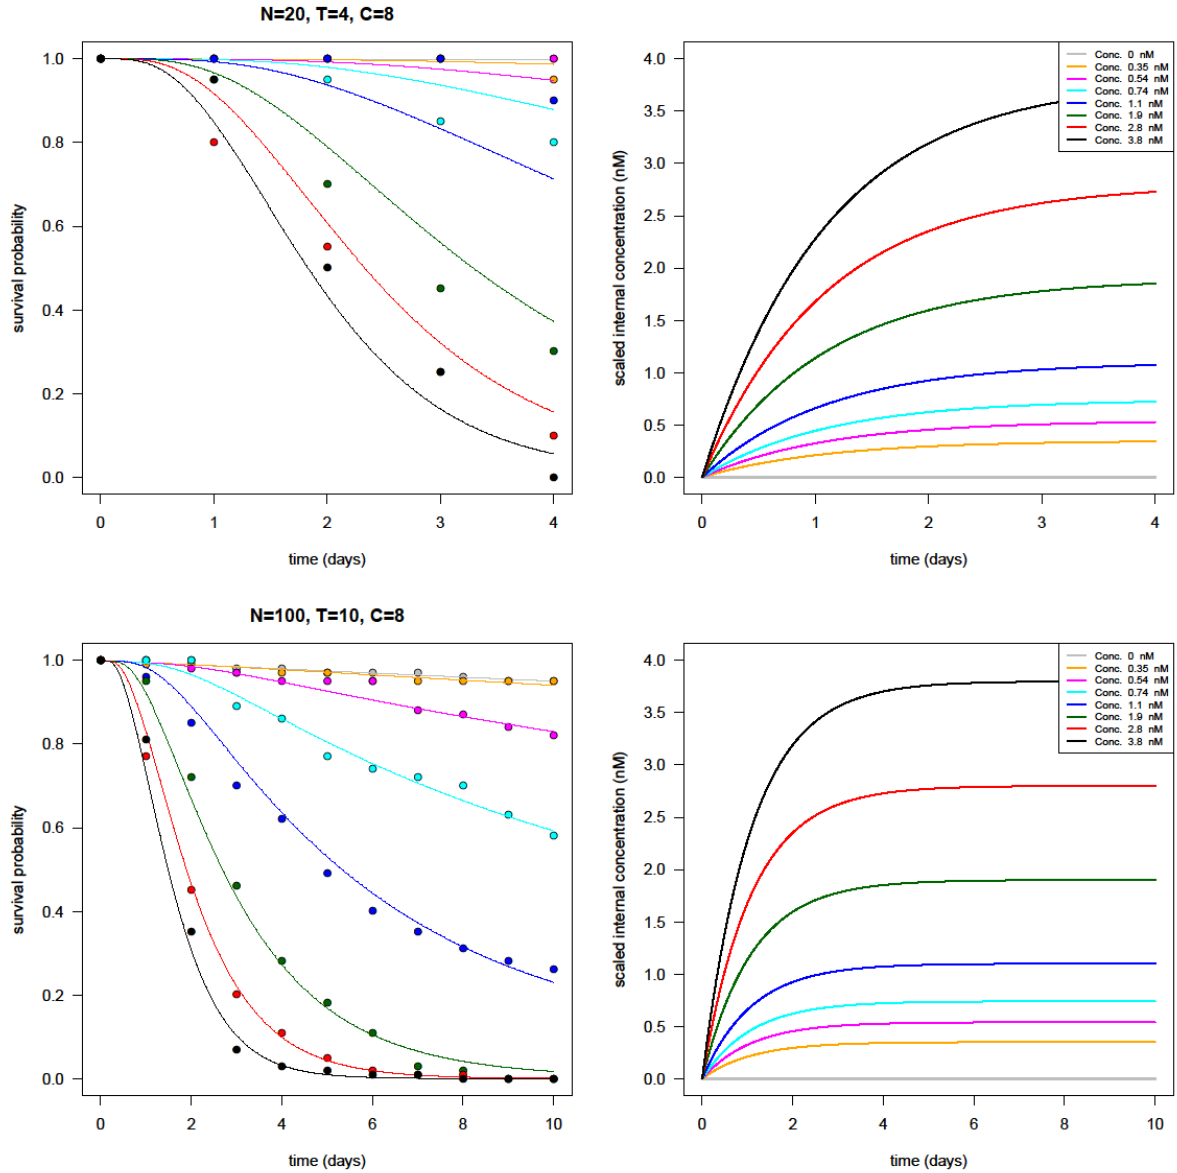 N=20, T=4, C=8
survival probability
1.0
0.8
0.6
0.4
0.2
0.0
0 1 2 3 4
time (days)
scaled internal concentration (nM)
4.0
3.5
3.0
2.5
2.0
1.5
1.0
0.5
0.0
0 1 2 3 4
time (days)
Conc. 0 nM
Conc. 0.35 nM
Conc. 0.54 nM
Conc. 0.74 nM
Conc. 1.1 nM
Conc. 1.9 nM
Conc. 2.8 nM
Conc. 3.8 nM
N=100, T=10, C=8
survival probability
1.0
0.8
0.6
0.4
0.2
0.0
0 2 4 6 8 10
time (days)
scaled internal concentration (nM)
4.0
3.5
3.0
2.5
2.0
1.5
1.0
0.5
0.0
0 2 4 6 8 10
time (days)
Conc. 0 nM
Conc. 0.35 nM
Conc. 0.54 nM
Conc. 0.74 nM
Conc. 1.1 nM
Conc. 1.9 nM
Conc. 2.8 nM
Conc. 3.8 nM